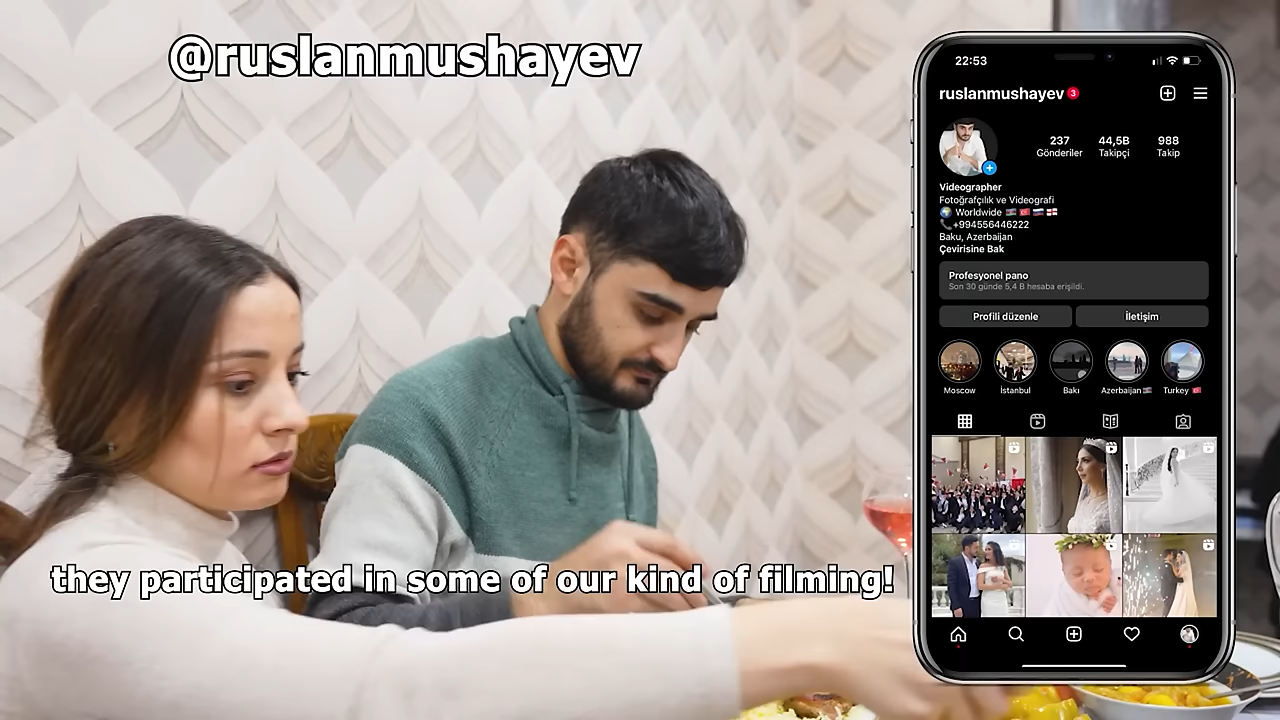 @ruslanmushayev
they participated in some of our kind of filming!
22:53
ruslanmushayev 3
237 44,5B 988
Gönderiler Takipçi Takip
Videographer
Fotoğrafçılık ve Videografi
Worldwide
+994556446222
Baku, Azerbaijan
Çevirisine Bak
Profesyonel pano
Son 30 günde 5,4 B hesaba erişildi.
Profili düzenle İletişim
Moscow İstanbul Bakı Azerbaijan Turkey